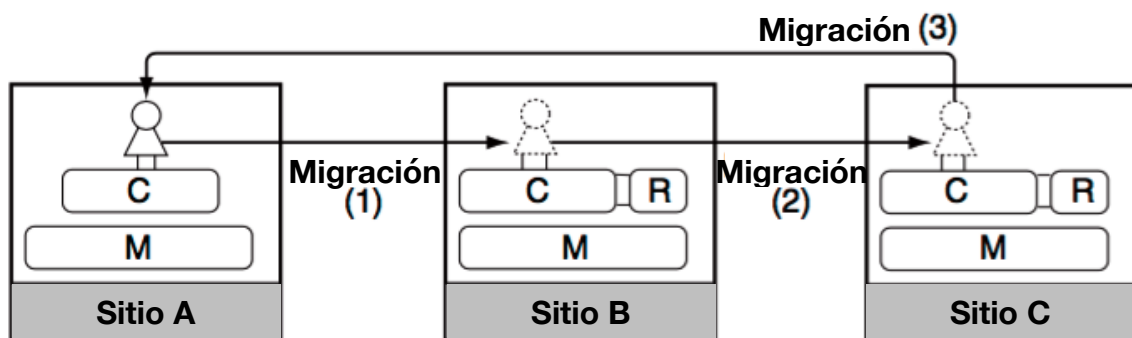 Migración (3)
Migración
(1)
Migración
(2)
C
C
R
C
R
M
M
M
Sitio A
Sitio B
Sitio C